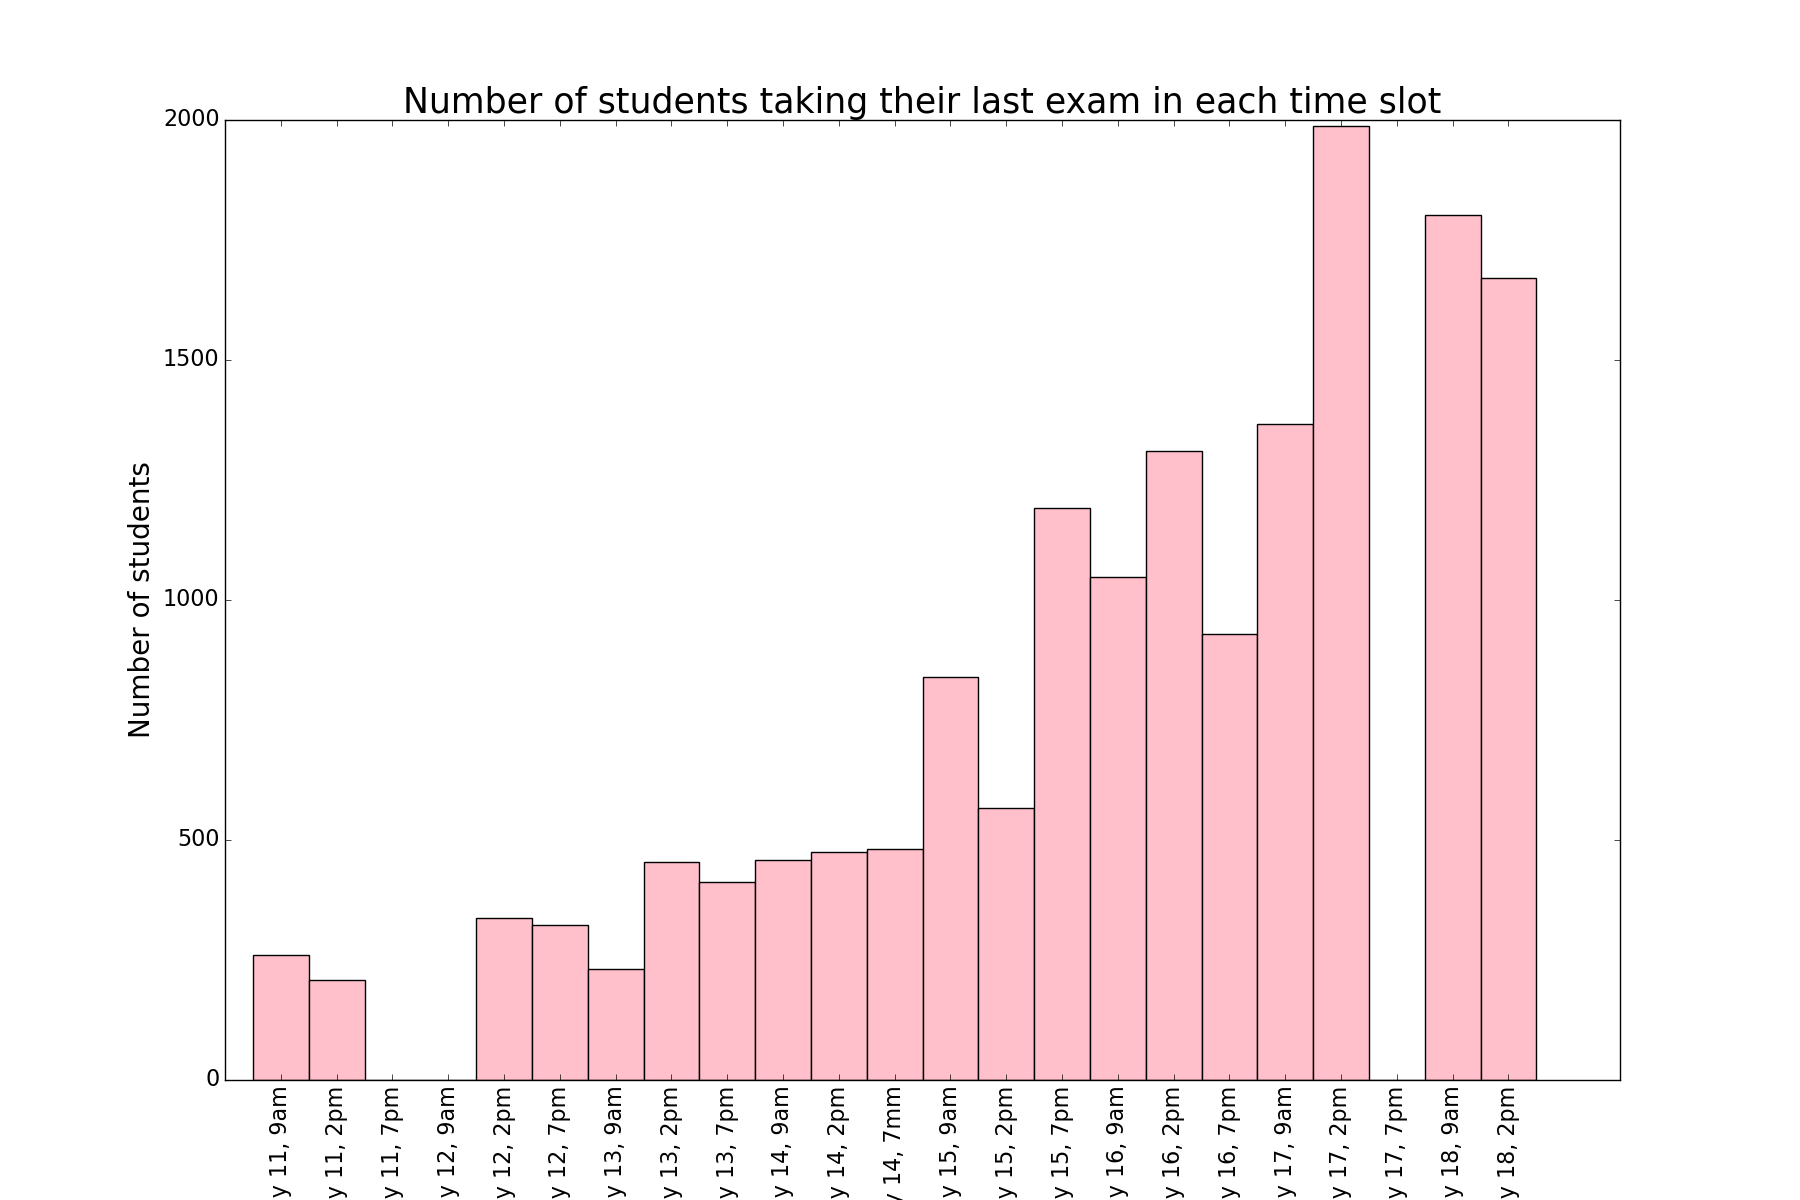 Number of students taking their last exam in each time slot
2000
1500
1000
500
0
Number of students
y 11, 9am
y 11, 2pm
y 11, 7pm
y 12, 9am
y 12, 2pm
y 12, 7pm
y 13, 9am
y 13, 2pm
y 13, 7pm
y 14, 9am
y 14, 2pm
y 14, 7mm
y 15, 9am
y 15, 2pm
y 15, 7pm
y 16, 9am
y 16, 2pm
y 16, 7pm
y 17, 9am
y 17, 2pm
y 17, 7pm
y 18, 9am
y 18, 2pm